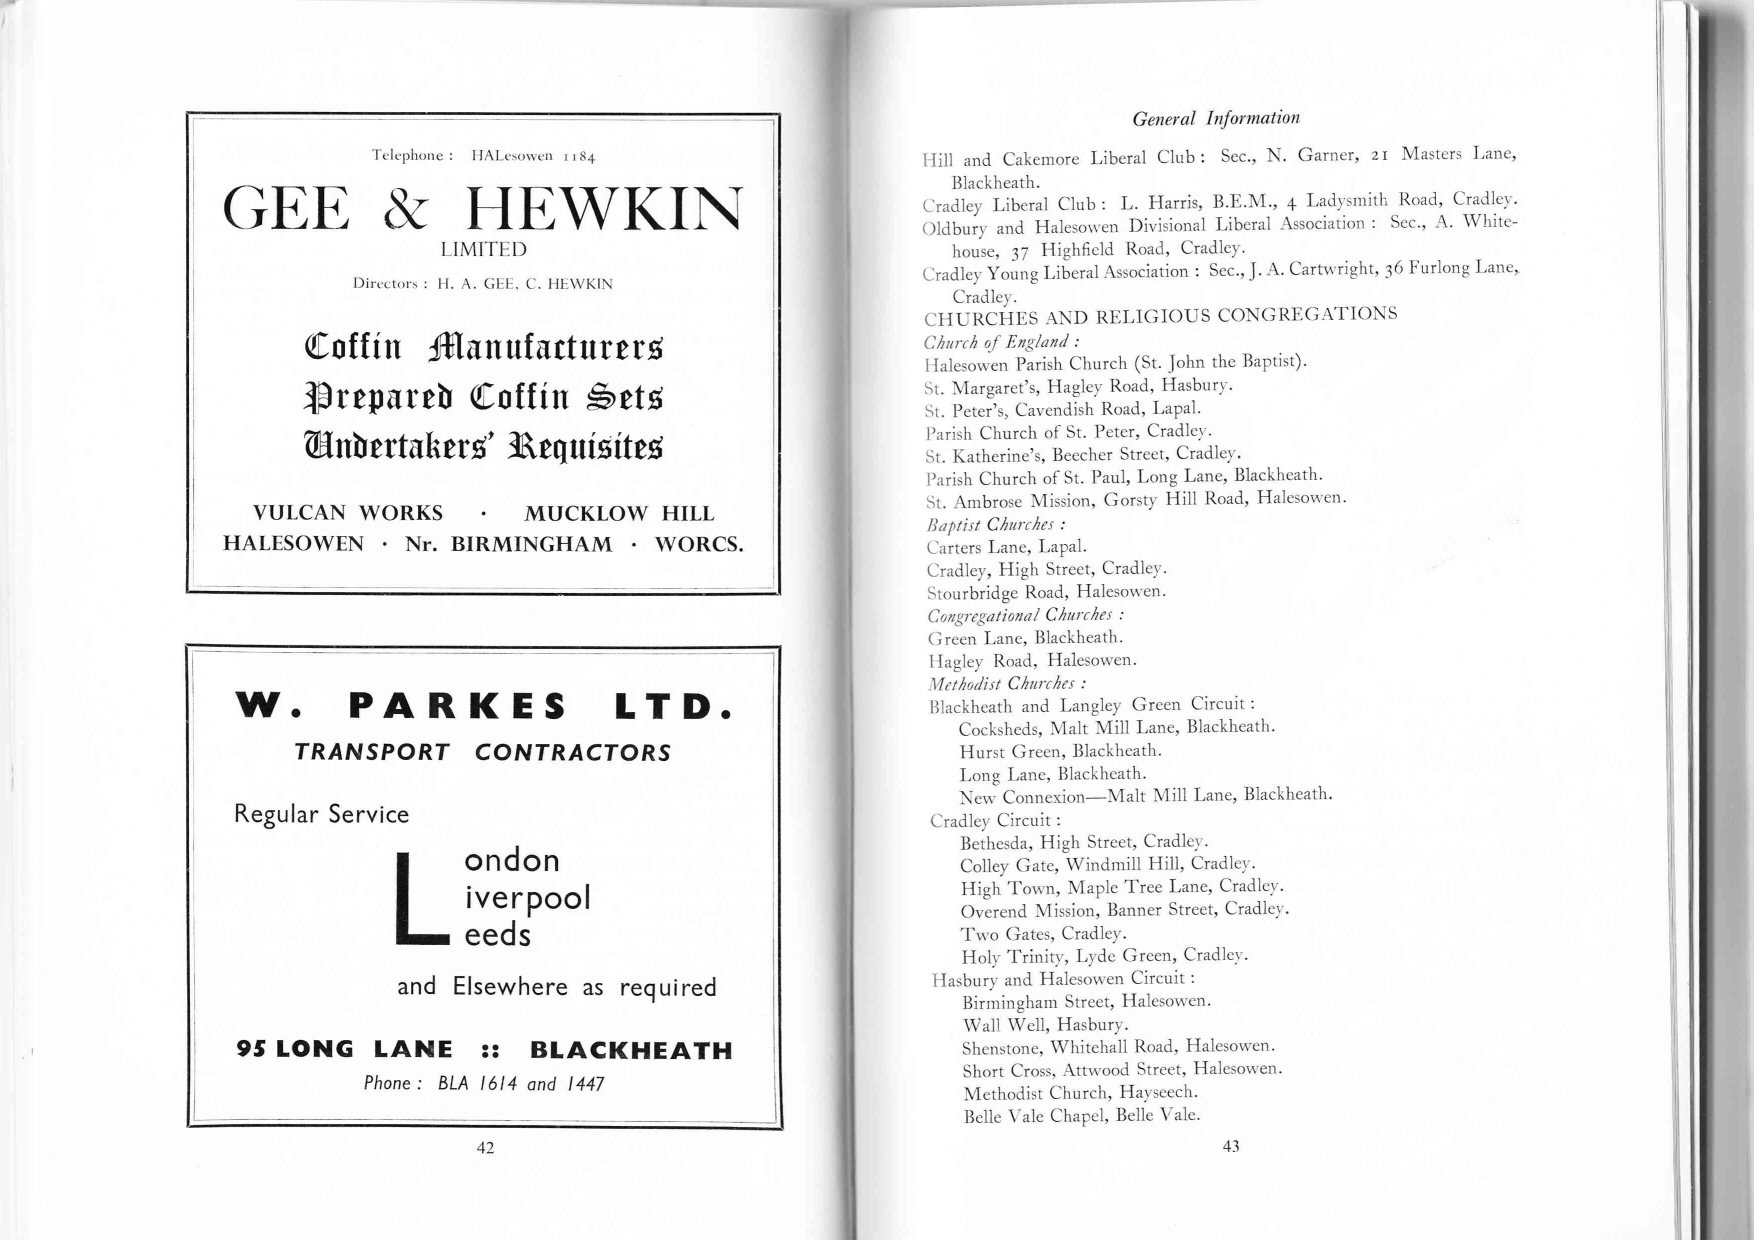 Telephone : HALesowen 1184
GEE & HEWKIN
LIMITED
Directors : H. A. GEE, C. HEWKIN
Coffin Manufacturers
Prepared Coffin Sets
Undertakers' Requisites
VULCAN WORKS · MUCKLOW HILL
HALESOWEN · Nr. BIRMINGHAM · WORCS.
W. PARKES LTD.
TRANSPORT CONTRACTORS
Regular Service
London
Liverpool
Leeds
and Elsewhere as required
95 LONG LANE :: BLACKHEATH
Phone : BLA 1614 and 1447
42
General Information
Hill and Cakemore Liberal Club : Sec., N. Garner, 21 Masters Lane,
Blackheath.
Cradley Liberal Club : L. Harris, B.E.M., 4 Ladysmith Road, Cradley.
Oldbury and Halesowen Divisional Liberal Association : Sec., A. White-
house, 37 Highfield Road, Cradley.
Cradley Young Liberal Association : Sec., J. A. Cartwright, 36 Furlong Lane,
Cradley.
CHURCHES AND RELIGIOUS CONGREGATIONS
Church of England :
Halesowen Parish Church (St. John the Baptist).
St. Margaret's, Hagley Road, Hasbury.
St. Peter's, Cavendish Road, Lapal.
Parish Church of St. Peter, Cradley.
St. Katherine's, Beecher Street, Cradley.
Parish Church of St. Paul, Long Lane, Blackheath.
St. Ambrose Mission, Gorsty Hill Road, Halesowen.
Baptist Churches :
Carters Lane, Lapal.
Cradley, High Street, Cradley.
Stourbridge Road, Halesowen.
Congregational Churches :
Green Lane, Blackheath.
Hagley Road, Halesowen.
Methodist Churches :
Blackheath and Langley Green Circuit :
Cocksheds, Malt Mill Lane, Blackheath.
Hurst Green, Blackheath.
Long Lane, Blackheath.
New Connexion—Malt Mill Lane, Blackheath.
Cradley Circuit :
Bethesda, High Street, Cradley.
Colley Gate, Windmill Hill, Cradley.
High Town, Maple Tree Lane, Cradley.
Overend Mission, Banner Street, Cradley.
Two Gates, Cradley.
Holy Trinity, Lyde Green, Cradley.
Hasbury and Halesowen Circuit :
Birmingham Street, Halesowen.
Wall Well, Hasbury.
Shenstone, Whitehall Road, Halesowen.
Short Cross, Attwood Street, Halesowen.
Methodist Church, Hayseech.
Belle Vale Chapel, Belle Vale.
43